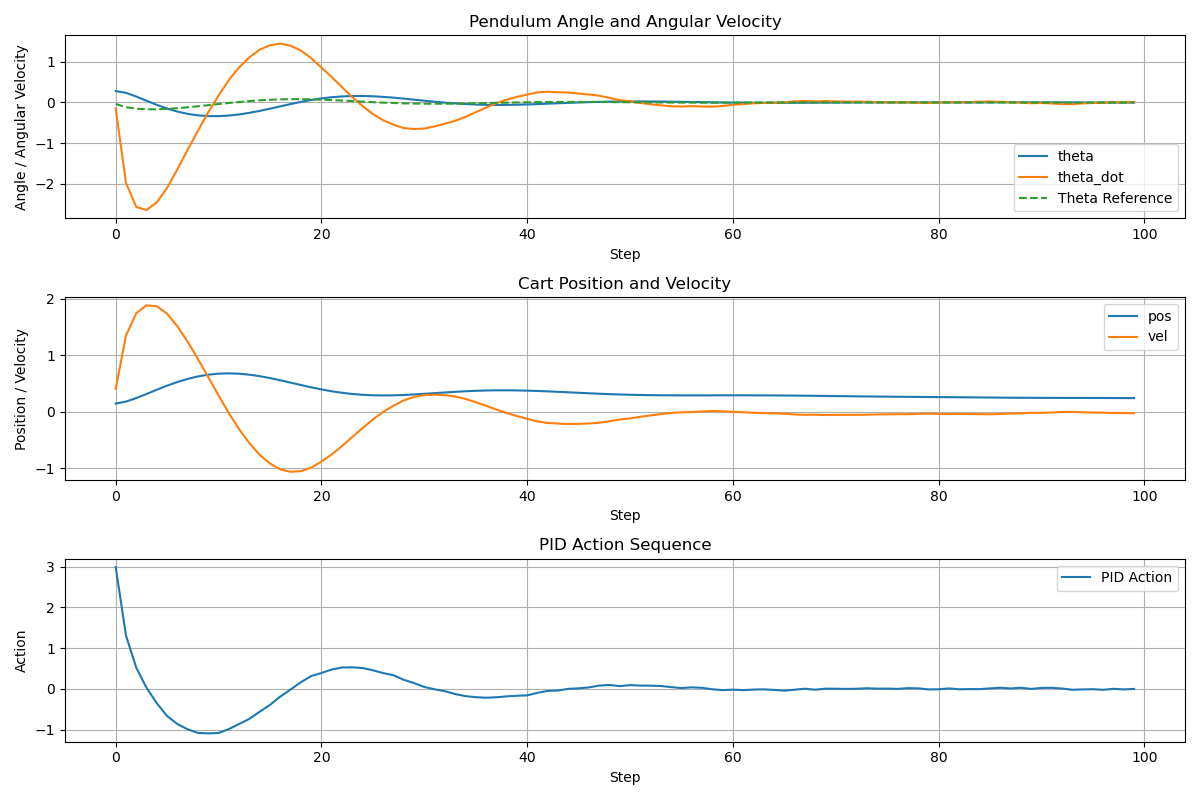 Pendulum Angle and Angular Velocity
Angle / Angular Velocity
1
0
−1
−2
theta
theta_dot
Theta Reference
0 20 40 60 80 100
Step
Cart Position and Velocity
Position / Velocity
2
1
0
−1
pos
vel
0 20 40 60 80 100
Step
PID Action Sequence
Action
3
2
1
0
−1
PID Action
0 20 40 60 80 100
Step